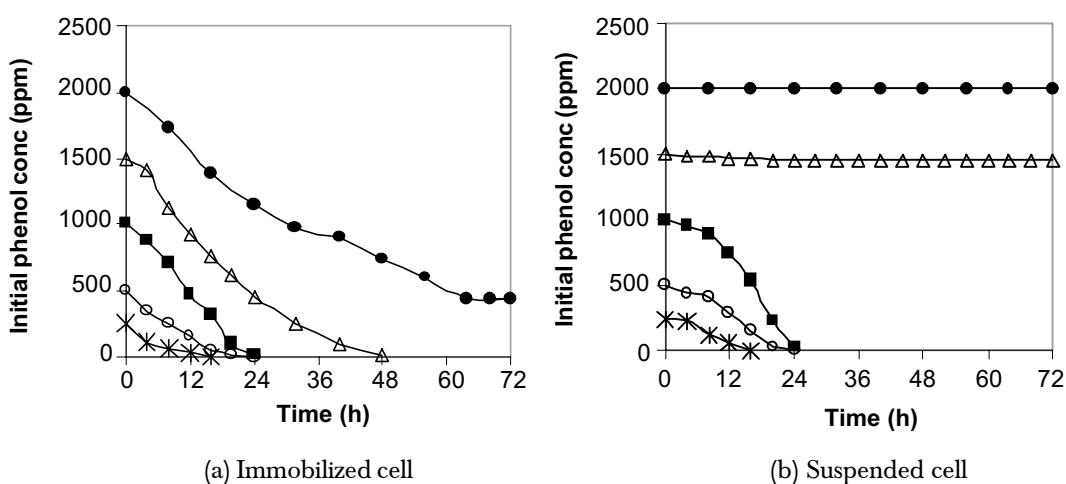 2500
2000
1500
1000
500
0
Initial phenol conc (ppm)
0 12 24 36 48 60 72
Time (h)
(a) Immobilized cell
2500
2000
1500
1000
500
0
Initial phenol conc (ppm)
0 12 24 36 48 60 72
Time (h)
(b) Suspended cell